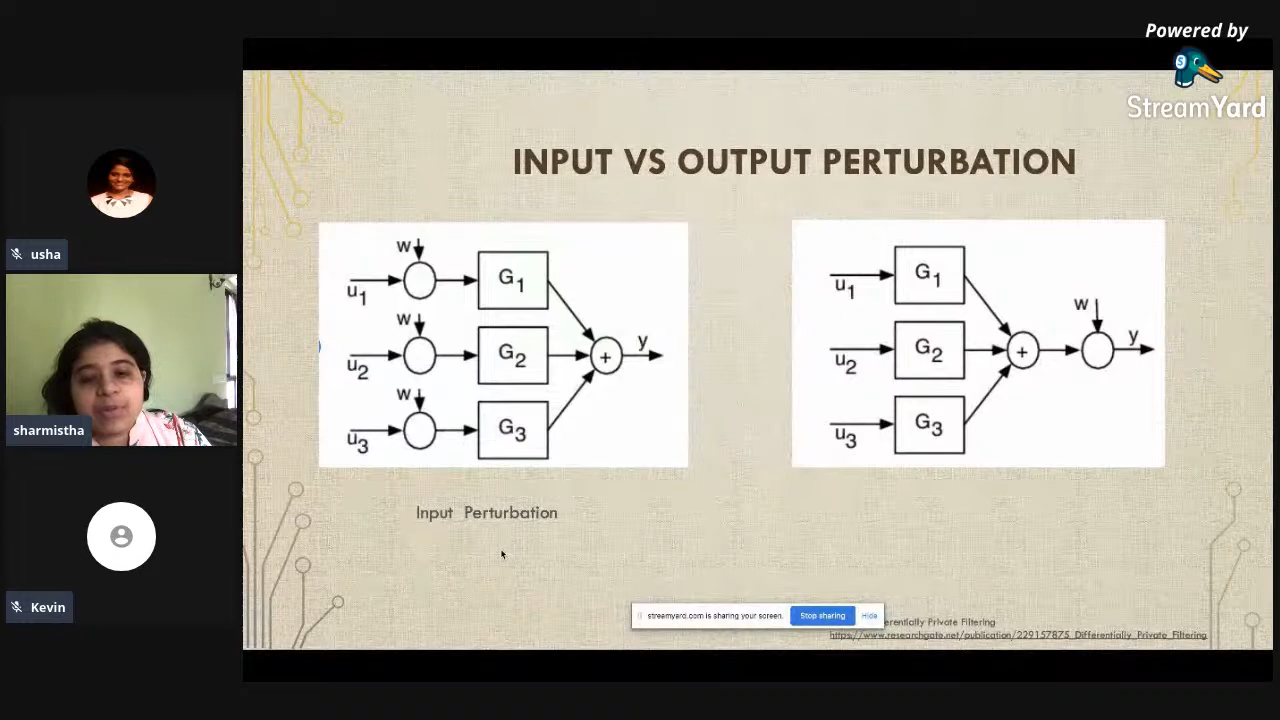 Powered by
StreamYard
INPUT VS OUTPUT PERTURBATION
usha
sharmistha
Kevin
w
u1
G1
w
u2
G2
+
y
w
u3
G3
u1
G1
w
u2
G2
+
y
u3
G3
Input Perturbation
streamyard.com is sharing your screen.
Stop sharing
Hide
erentially Private Filtering
https://www.researchgate.net/publication/229157875_Differentially_Private_Filtering